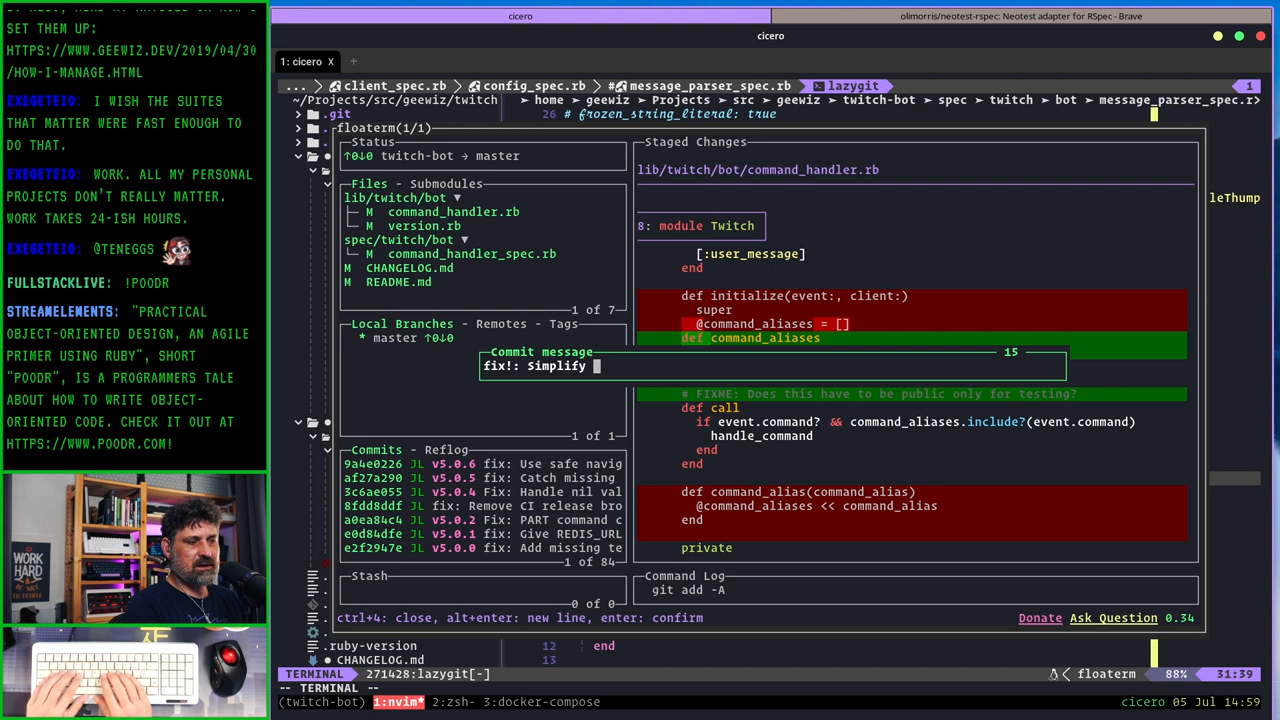 SET THEM UP:
HTTPS://WWW.GEEWIZ.DEV/2019/04/30
/HOW-I-MANAGE.HTML
EXEGETEIO: I WISH THE SUITES
THAT MATTER WERE FAST ENOUGH TO
DO THAT.
EXEGETEIO: WORK. ALL MY PERSONAL
PROJECTS DON'T REALLY MATTER.
WORK TAKES 24-ISH HOURS.
EXEGETEIO: @TENEGGS
FULLSTACKLIVE: !POODR
STREAMELEMENTS: "PRACTICAL
OBJECT-ORIENTED DESIGN, AN AGILE
PRIMER USING RUBY", SHORT
"POODR", IS A PROGRAMMERS TALE
ABOUT HOW TO WRITE OBJECT-
ORIENTED CODE. CHECK IT OUT AT
HTTPS://WWW.POODR.COM!
WORK
HARD
cicero
olimorris/neotest-rspec: Neotest adapter for RSpec - Brave
cicero
1: cicero X +
... client_spec.rb config_spec.rb #message_parser_spec.rb lazygit 1
~/Projects/src/geewiz/twitch
► home ► geewiz ► Projects ► src ► geewiz ► twitch-bot ► spec ► twitch ► bot ► message_parser_spec.r>
.git
26 # frozen_string_literal: true
floaterm(1/1)
Status
↑0↓0 twitch-bot → master
Files - Submodules
lib/twitch/bot ▼
├─ M command_handler.rb
└─ M version.rb
spec/twitch/bot ▼
└─ M command_handler_spec.rb
M CHANGELOG.md
M README.md
1 of 7
Local Branches - Remotes - Tags
* master ↑0↓0
1 of 1
Commits - Reflog
9a4e0226 JL v5.0.6 fix: Use safe navig
af27a290 JL v5.0.5 fix: Catch missing
3c6ae055 JL v5.0.4 fix: Handle nil val
8fdd8ddf JL fix: Remove CI release bro
a0ea84c4 JL v5.0.2 fix: PART command c
e0d84dfe JL v5.0.1 fix: Give REDIS_URL
e2f2947e JL v5.0.0 fix: Add missing te
1 of 84
Stash
0 of 0
Staged Changes
lib/twitch/bot/command_handler.rb
8: module Twitch
[:user_message]
end
def initialize(event:, client:)
super
@command_aliases = []
def command_aliases
Commit message 15
fix!: Simplify
# FIXME: Does this have to be public only for testing?
def call
if event.command? && command_aliases.include?(event.command)
handle_command
end
end
def command_alias(command_alias)
@command_aliases << command_alias
end
private
Command Log
git add -A
leThump
ctrl+4: close, alt+enter: new line, enter: confirm
Donate Ask Question 0.34
.ruby-version
12 end
CHANGELOG.md
13
TERMINAL 271428:lazygit[-]
floaterm 88% 31:39
-- TERMINAL --
(twitch-bot) 1:nvim* 2:zsh- 3:docker-compose
cicero 05 Jul 14:59